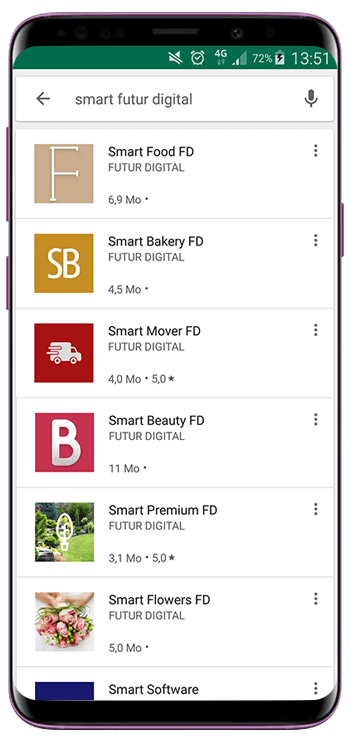 4G 72% 13:51
smart futur digital
F
Smart Food FD
FUTUR DIGITAL
6,9 Mo •
SB
Smart Bakery FD
FUTUR DIGITAL
4,5 Mo •
Smart Mover FD
FUTUR DIGITAL
4,0 Mo • 5,0 ★
B
Smart Beauty FD
FUTUR DIGITAL
11 Mo •
Smart Premium FD
FUTUR DIGITAL
3,1 Mo • 5,0 ★
Smart Flowers FD
FUTUR DIGITAL
5,0 Mo •
Smart Software